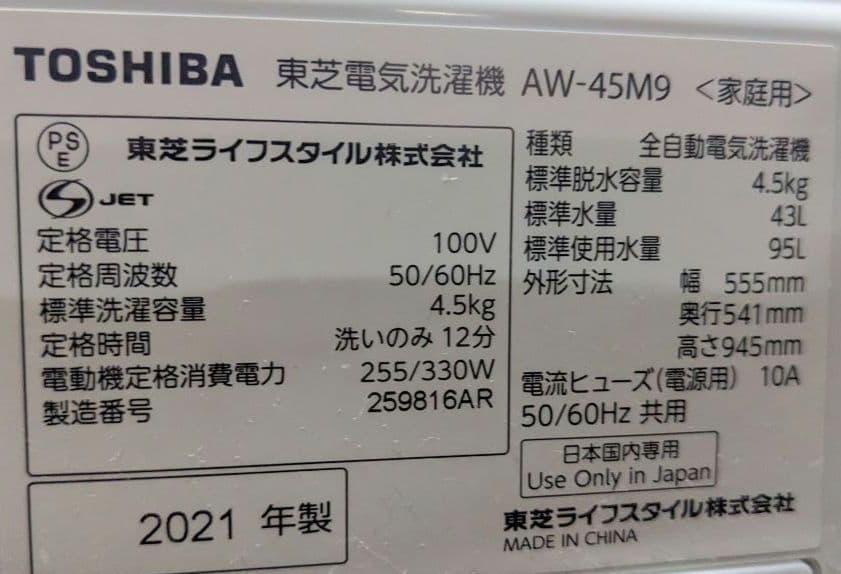 TOSHIBA 東芝電気洗濯機 AW-45M9 <家庭用>
PS
E
東芝ライフスタイル株式会社
S JET
定格電圧 100V
定格周波数 50/60Hz
標準洗濯容量 4.5kg
定格時間 洗いのみ 12分
電動機定格消費電力 255/330W
製造番号 259816AR
2021 年製
種類 全自動電気洗濯機
標準脱水容量 4.5kg
標準水量 43L
標準使用水量 95L
外形寸法 幅 555mm
奥行541mm
高さ945mm
電流ヒューズ(電源用) 10A
50/60Hz 共用
日本国内専用
Use Only in Japan
東芝ライフスタイル株式会社
MADE IN CHINA